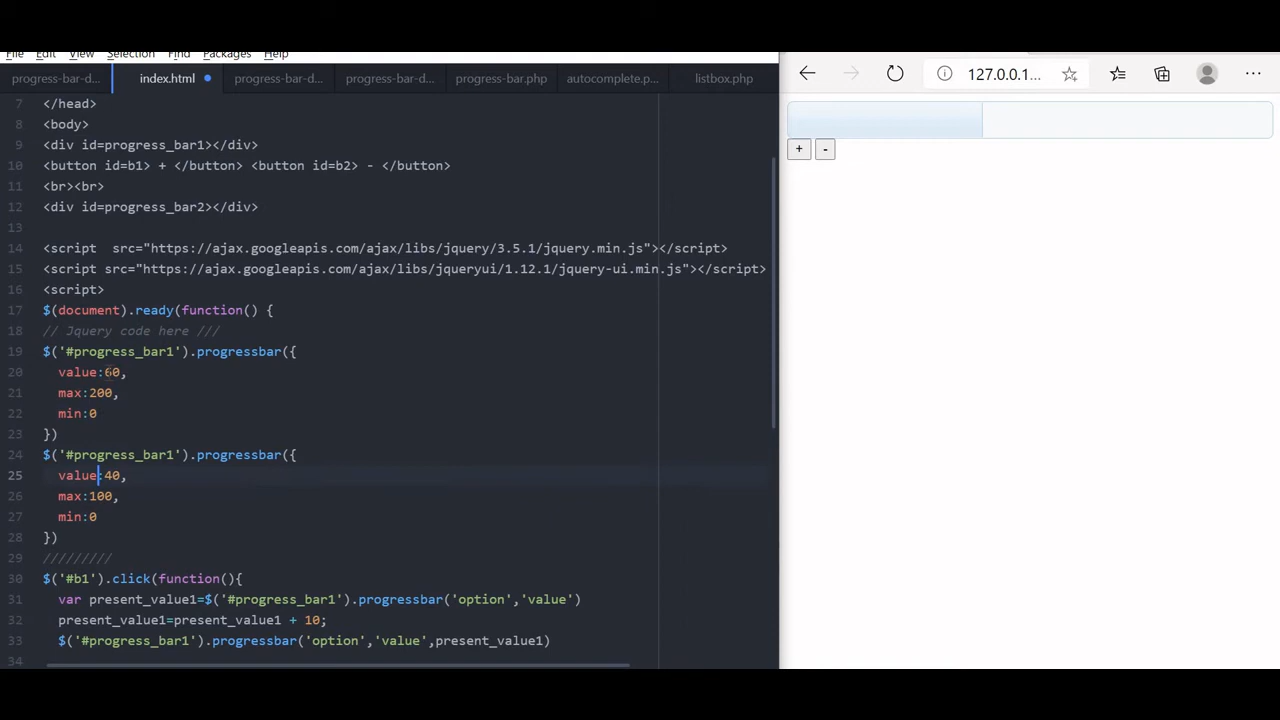 File Edit View Selection Find Packages Help
progress-bar-d... index.html progress-bar-d... progress-bar-d... progress-bar.php autocomplete.p... listbox.php
127.0.0.1...
7 </head>
8 <body>
9 <div id=progress_bar1></div>
10 <button id=b1> + </button> <button id=b2> - </button>
11 <br><br>
12 <div id=progress_bar2></div>
13
14 <script  src="https://ajax.googleapis.com/ajax/libs/jquery/3.5.1/jquery.min.js"></script>
15 <script src="https://ajax.googleapis.com/ajax/libs/jqueryui/1.12.1/jquery-ui.min.js"></script>
16 <script>
17 $(document).ready(function() {
18 // Jquery code here ///
19 $('#progress_bar1').progressbar({
20 value:60,
21 max:200,
22 min:0
23 })
24 $('#progress_bar1').progressbar({
25 value:40,
26 max:100,
27 min:0
28 })
29 /////////
30 $('#b1').click(function(){
31 var present_value1=$('#progress_bar1').progressbar('option','value')
32 present_value1=present_value1 + 10;
33 $('#progress_bar1').progressbar('option','value',present_value1)
34
+ -